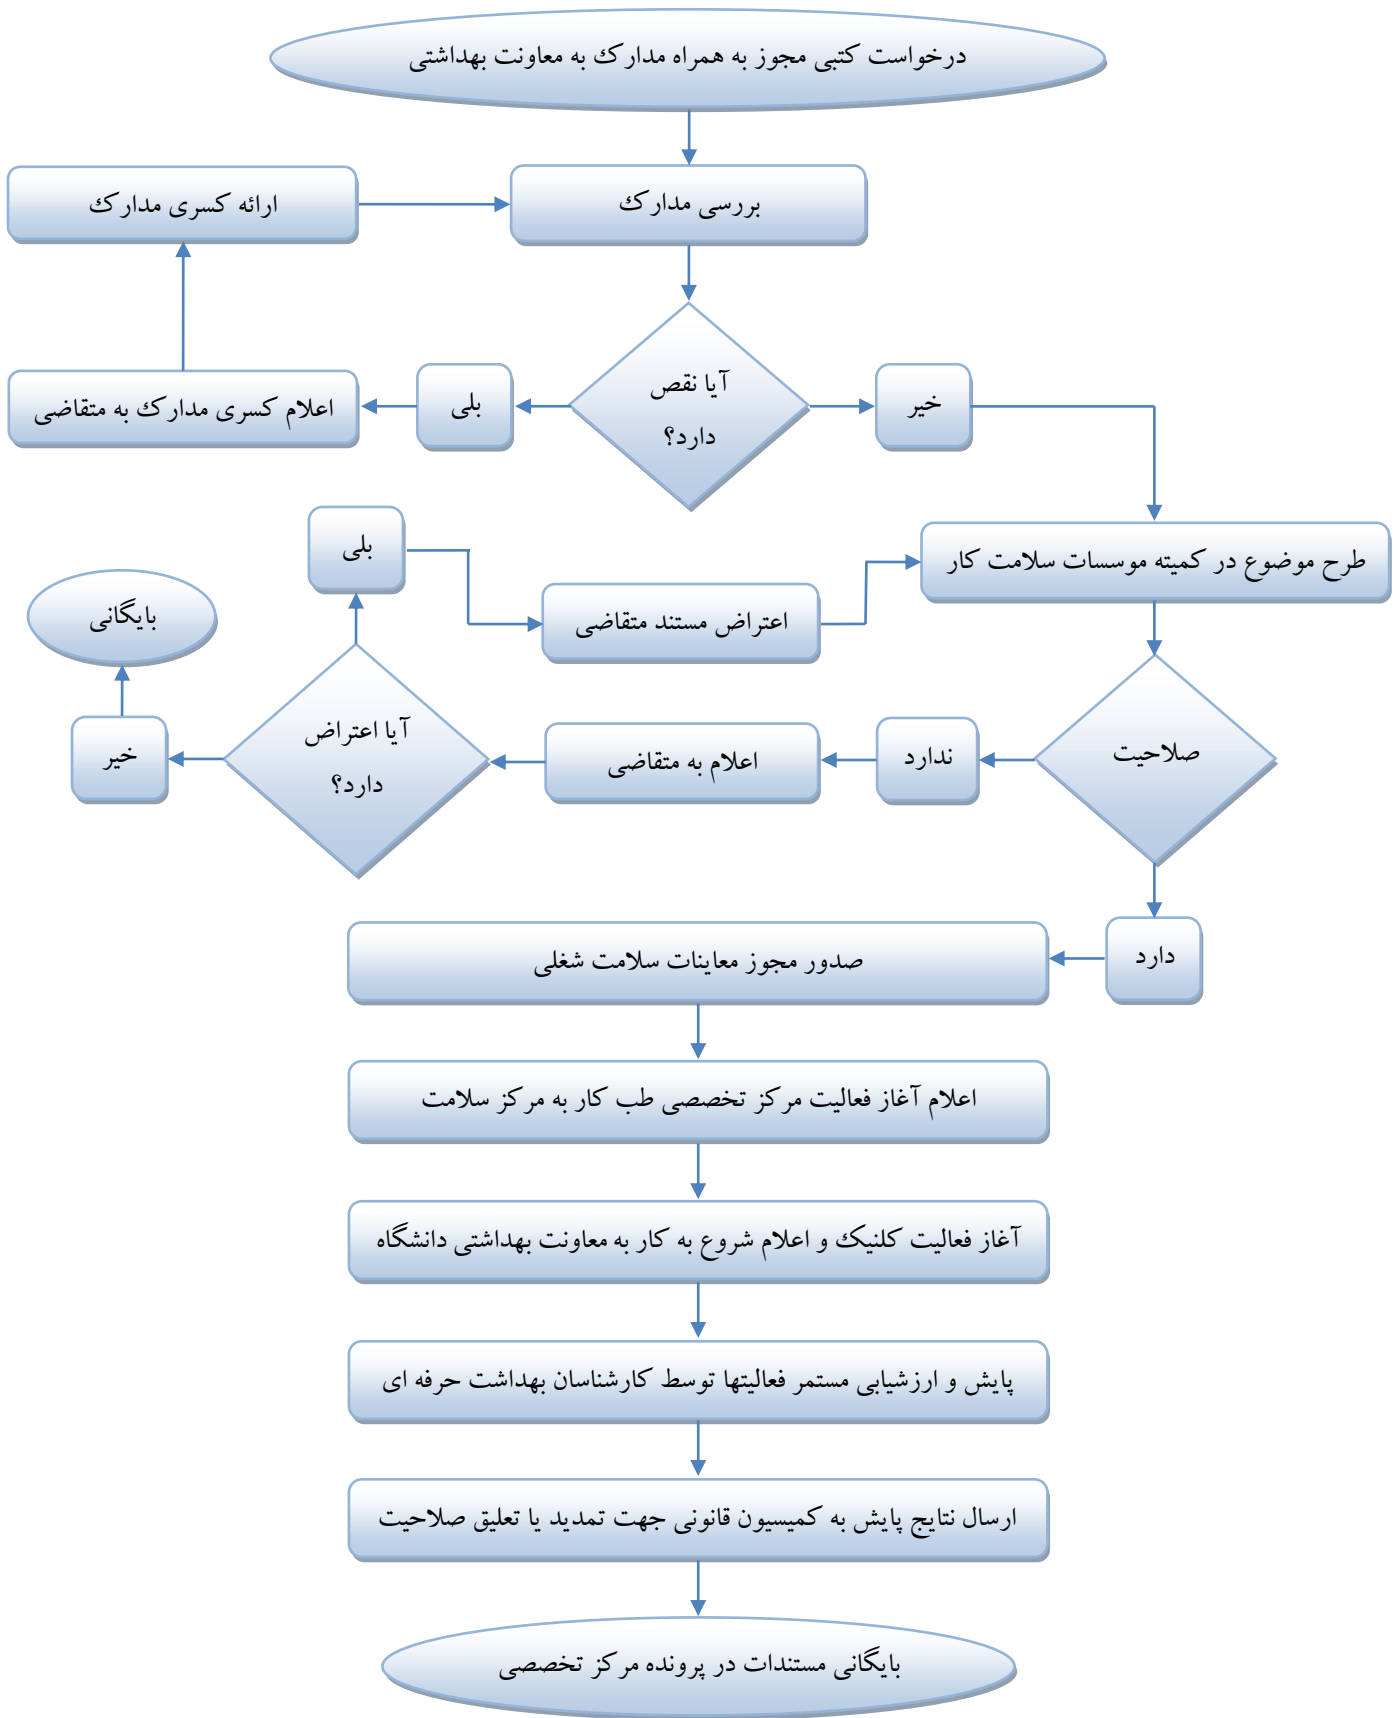 درخواست کتبی مجوز به همراه مدارک به معاونت بهداشتی
بررسی مدارک
ارائه کسری مدارک
آیا نقص
دارد؟
خیر
بلی
اعلام کسری مدارک به متقاضی
طرح موضوع در کمیته موسسات سلامت کار
بلی
اعتراض مستند متقاضی
بایگانی
صلاحیت
ندارد
اعلام به متقاضی
آیا اعتراض
دارد؟
خیر
دارد
صدور مجوز معاینات سلامت شغلی
اعلام آغاز فعالیت مرکز تخصصی طب کار به مرکز سلامت
آغاز فعالیت کلنیک و اعلام شروع به کار به معاونت بهداشتی دانشگاه
پایش و ارزشیابی مستمر فعالیتها توسط کارشناسان بهداشت حرفه ای
ارسال نتایج پایش به کمیسیون قانونی جهت تمدید یا تعلیق صلاحیت
بایگانی مستندات در پرونده مرکز تخصصی